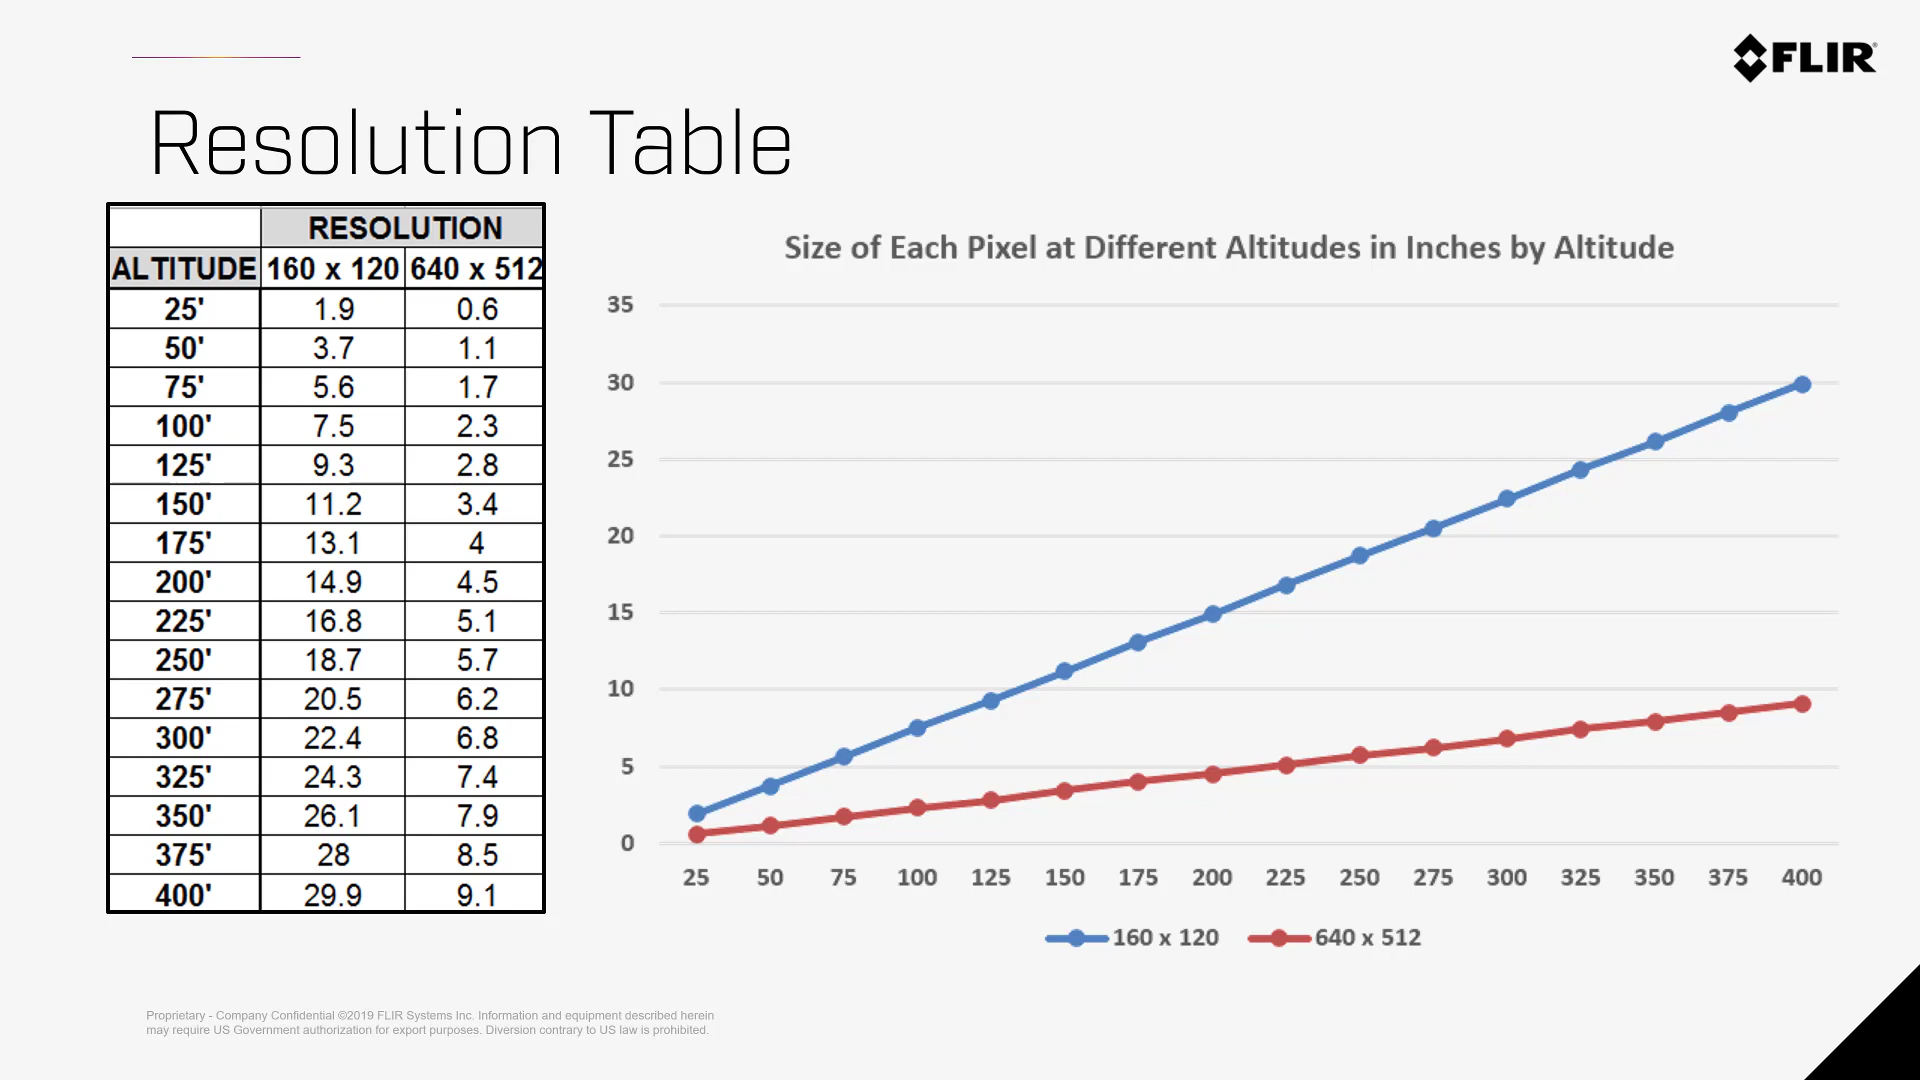 FLIR
Resolution Table
RESOLUTION
ALTITUDE 160 x 120 640 x 512
25' 1.9 0.6
50' 3.7 1.1
75' 5.6 1.7
100' 7.5 2.3
125' 9.3 2.8
150' 11.2 3.4
175' 13.1 4
200' 14.9 4.5
225' 16.8 5.1
250' 18.7 5.7
275' 20.5 6.2
300' 22.4 6.8
325' 24.3 7.4
350' 26.1 7.9
375' 28 8.5
400' 29.9 9.1
Size of Each Pixel at Different Altitudes in Inches by Altitude
35
30
25
20
15
10
5
0
25 50 75 100 125 150 175 200 225 250 275 300 325 350 375 400
160 x 120 640 x 512
Proprietary - Company Confidential ©2019 FLIR Systems Inc. Information and equipment described herein
may require US Government authorization for export purposes. Diversion contrary to US law is prohibited.